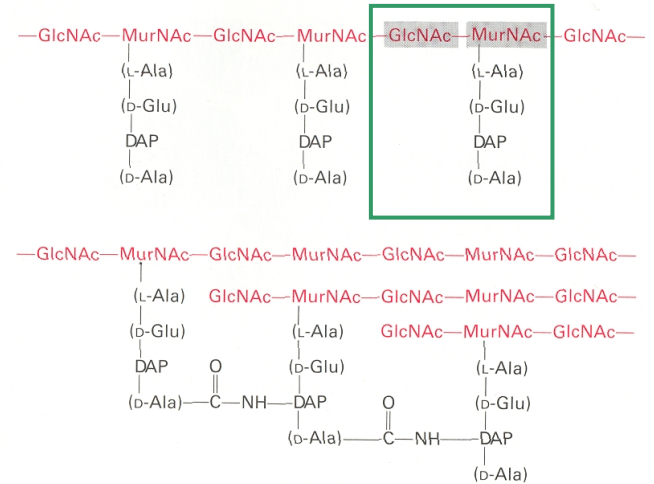 —GlcNAc—MurNAc—GlcNAc—MurNAc—GlcNAc—MurNAc—GlcNAc—
(L-Ala) (L-Ala) (L-Ala)
(D-Glu) (D-Glu) (D-Glu)
DAP DAP DAP
(D-Ala) (D-Ala) (D-Ala)
—GlcNAc—MurNAc—GlcNAc—MurNAc—GlcNAc—MurNAc—GlcNAc—
(L-Ala) GlcNAc—MurNAc—GlcNAc—MurNAc—GlcNAc—
(D-Glu) (L-Ala) GlcNAc—MurNAc—GlcNAc—
DAP O (D-Glu) (L-Ala)
(D-Ala)—C—NH—DAP O (D-Glu)
(D-Ala)—C—NH—DAP
(D-Ala)